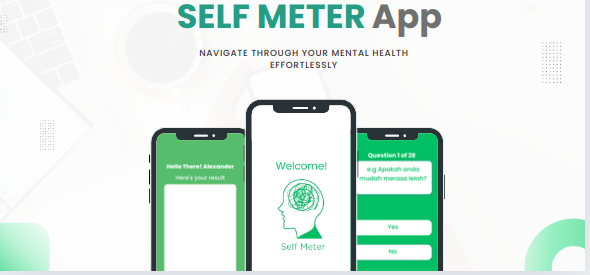 SELF METER App
NAVIGATE THROUGH YOUR MENTAL HEALTH
EFFORTLESSLY
Hello There! Alexander
Here's your result
Welcome!
Self Meter
Question 1 of 28
e.g Apakah anda
mudah merasa lelah?
Yes
No